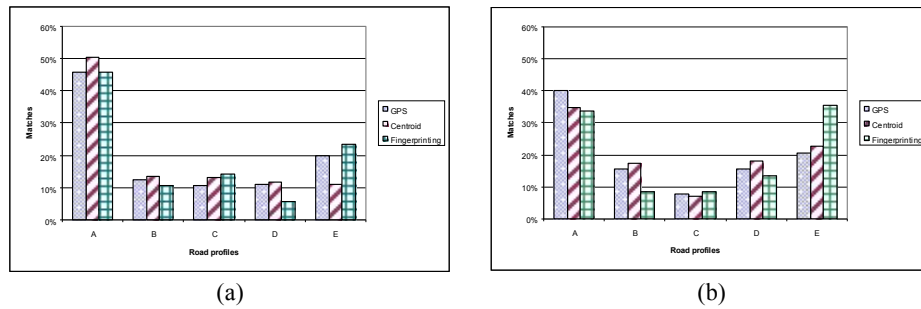 60%
50%
40%
30%
20%
10%
0%
Matches
A B C D E
Road profiles
GPS
Centroid
Fingerprinting
(a)
60%
50%
40%
30%
20%
10%
0%
Matches
A B C D E
Road profiles
GPS
Centroid
Fingerprinting
(b)